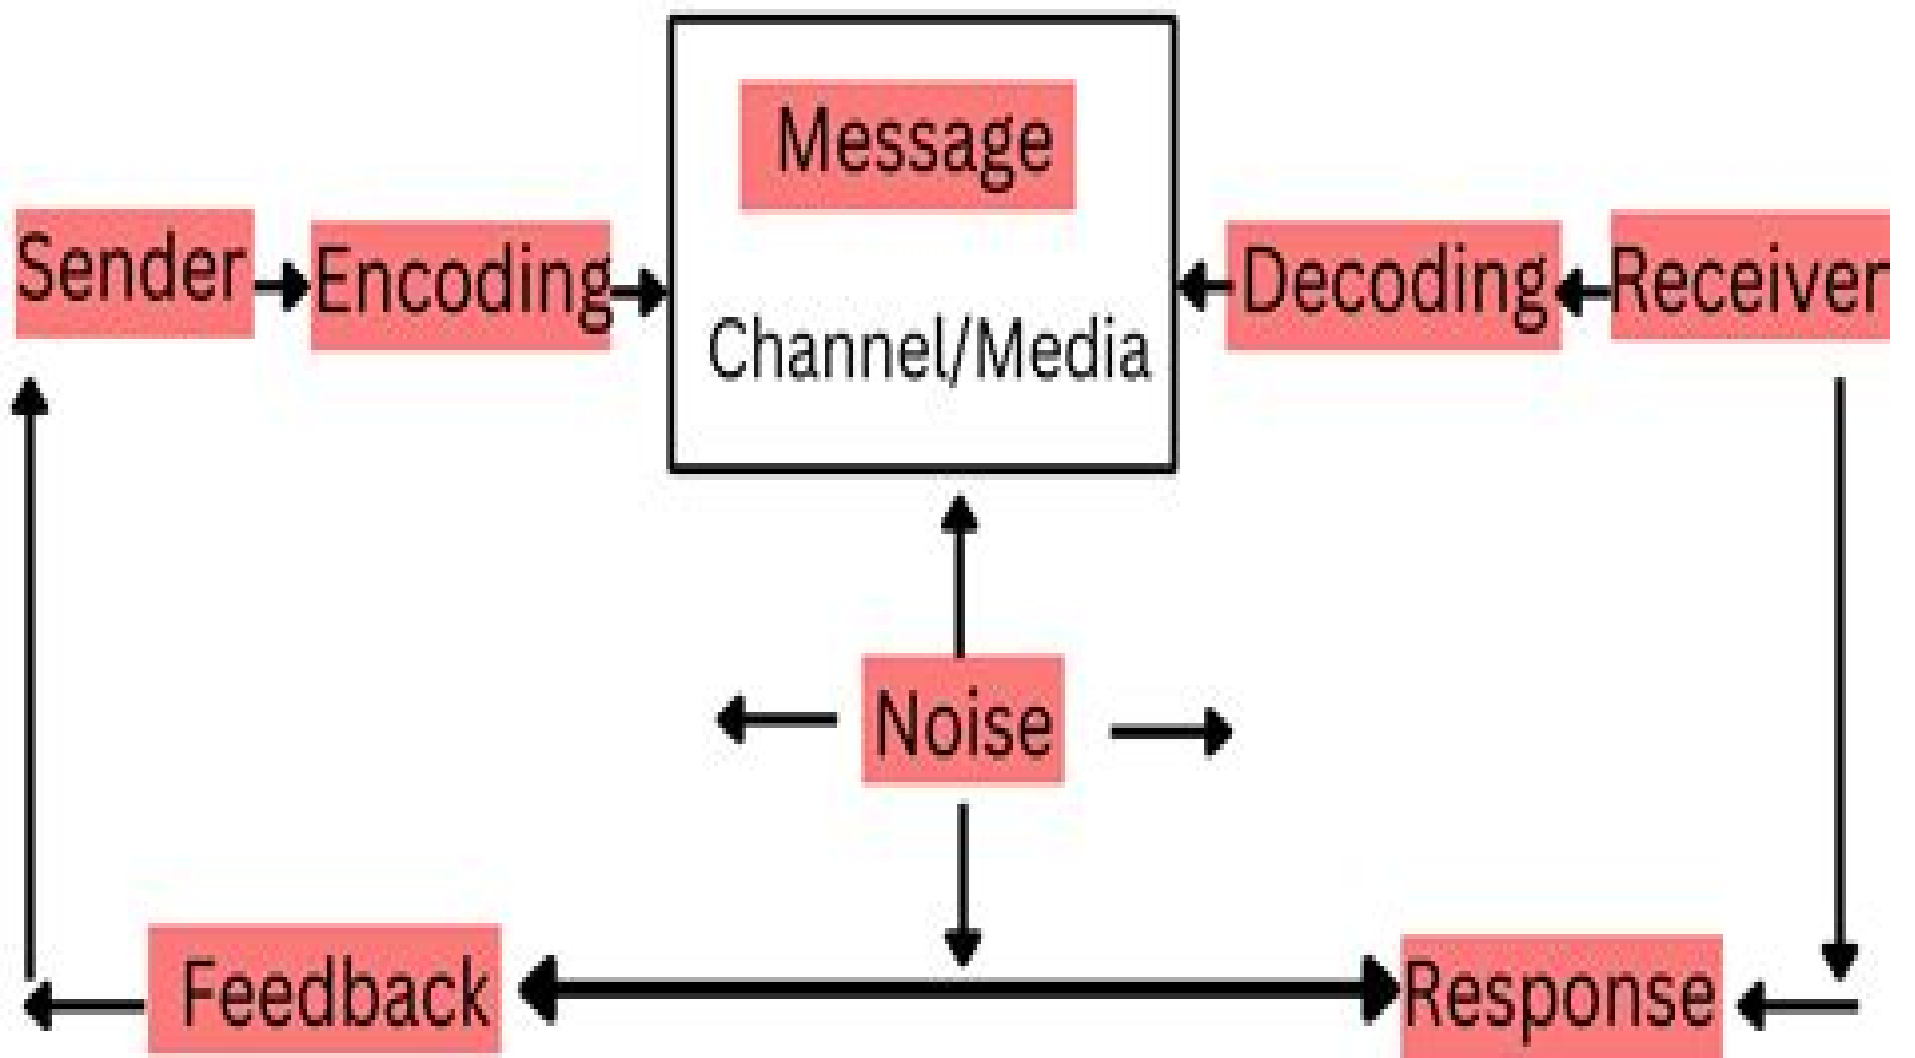 Message
Sender
Encoding
Channel/Media
Decoding
Receiver
Noise
Feedback
Response